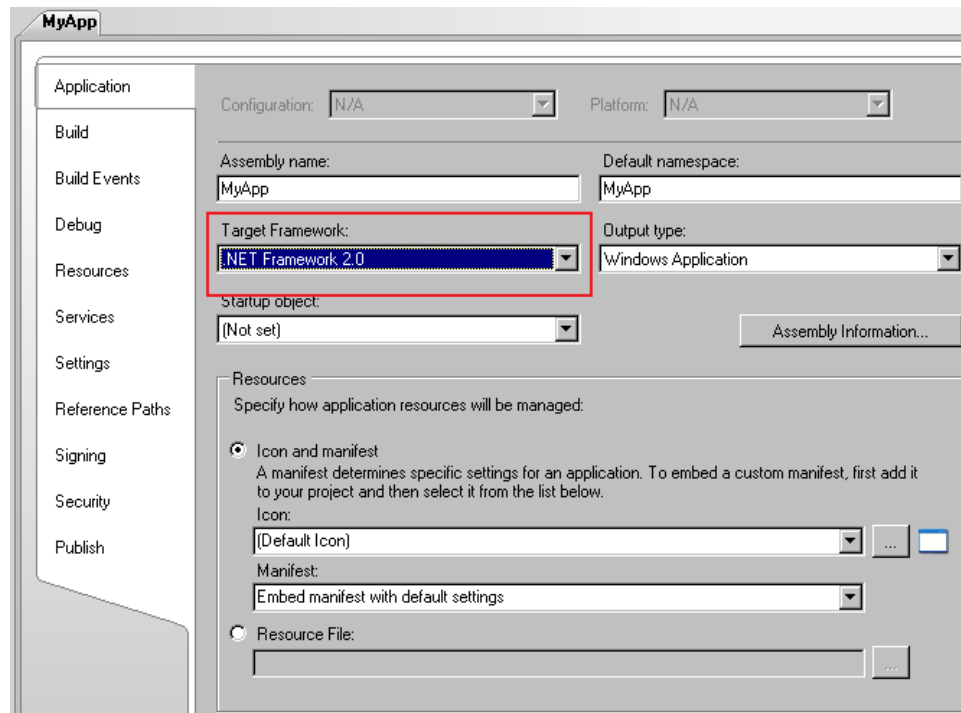 MyApp
Application
Build
Build Events
Debug
Resources
Services
Settings
Reference Paths
Signing
Security
Publish
Configuration: N/A Platform: N/A
Assembly name: Default namespace:
MyApp MyApp
Target Framework: Output type:
.NET Framework 2.0 Windows Application
Startup object:
(Not set) Assembly Information...
Resources
Specify how application resources will be managed:
Icon and manifest
A manifest determines specific settings for an application. To embed a custom manifest, first add it
to your project and then select it from the list below.
Icon:
(Default Icon) ...
Manifest:
Embed manifest with default settings
Resource File:
...